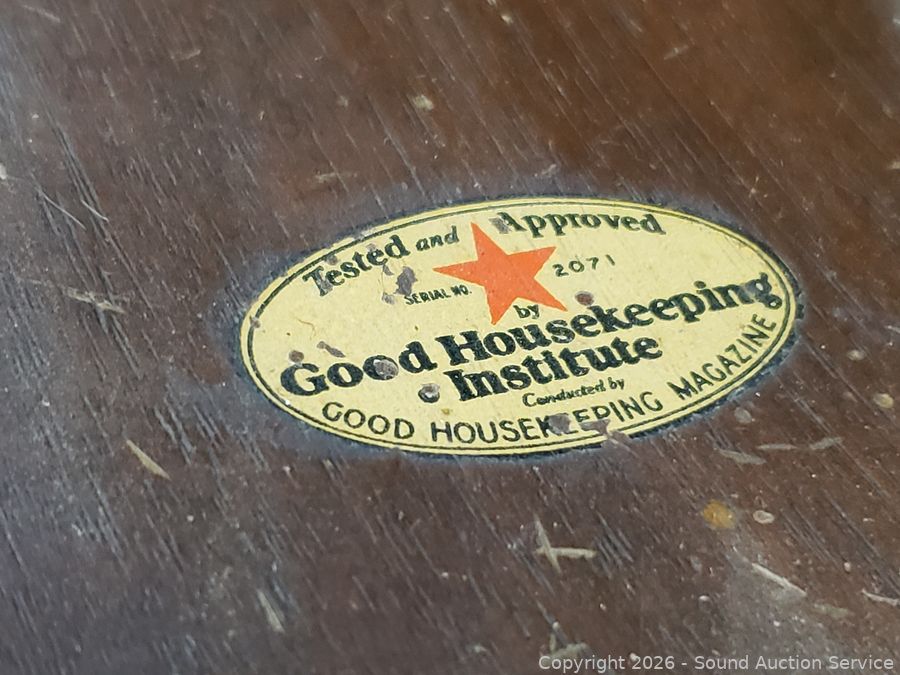 Tested and Approved
SERIAL NO. 2071
by
Good Housekeeping
Institute
Conducted by
GOOD HOUSEKEEPING MAGAZINE
Copyright © 2026 - Sound Auction Service